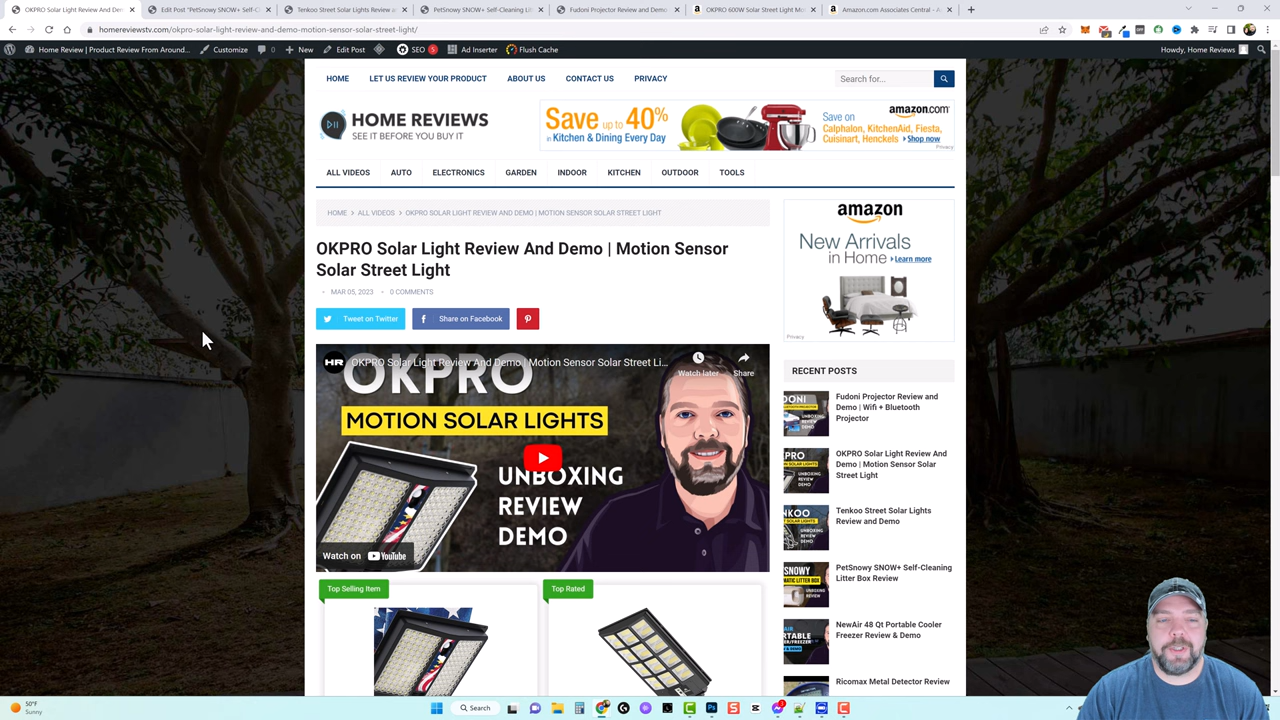 OKPRO Solar Light Review And Den
Edit Post "PetSnowy SNOW+ Self-Cl
Tenkoo Street Solar Lights Review a
PetSnowy SNOW+ Self-Cleaning Lit
Fudoni Projector Review and Demo
OKPRO 600W Solar Street Light Mot
Amazon.com Associates Central - A
homereviewstv.com/okpro-solar-light-review-and-demo-motion-sensor-solar-street-light/
Home Review | Product Review From Around...
Customize
0
New
Edit Post
SEO 5
Ad Inserter
Flush Cache
Howdy, Home Reviews
HOME
LET US REVIEW YOUR PRODUCT
ABOUT US
CONTACT US
PRIVACY
Search for...
HOME REVIEWS
SEE IT BEFORE YOU BUY IT
Save up to 40%
in Kitchen & Dining Every Day
amazon.com
Save on
Calphalon, KitchenAid, Fiesta,
Cuisinart, Henckels
Shop now
Privacy
ALL VIDEOS
AUTO
ELECTRONICS
GARDEN
INDOOR
KITCHEN
OUTDOOR
TOOLS
HOME
ALL VIDEOS
OKPRO SOLAR LIGHT REVIEW AND DEMO | MOTION SENSOR SOLAR STREET LIGHT
OKPRO Solar Light Review And Demo | Motion Sensor
Solar Street Light
MAR 05, 2023
0 COMMENTS
Tweet on Twitter
Share on Facebook
HR
OKPRO Solar Light Review And Demo | Motion Sensor Solar Street Li...
Watch later
Share
OKPRO
MOTION SOLAR LIGHTS
UNBOXING
REVIEW
DEMO
Watch on YouTube
Top Selling Item
Top Rated
amazon
New Arrivals
in Home
Learn more
Privacy
RECENT POSTS
Fudoni Projector Review and
Demo | Wifi + Bluetooth
Projector
OKPRO Solar Light Review And
Demo | Motion Sensor Solar
Street Light
Tenkoo Street Solar Lights
Review and Demo
PetSnowy SNOW+ Self-Cleaning
Litter Box Review
NewAir 48 Qt Portable Cooler
Freezer Review & Demo
Ricomax Metal Detector Review
50°F
Sunny
Search